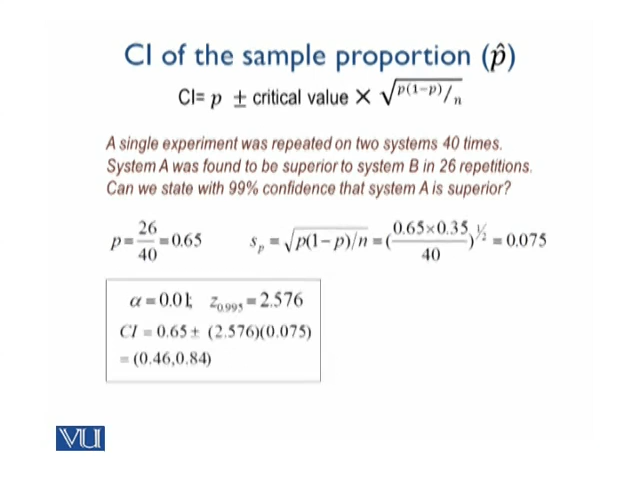 CI of the sample proportion (p̂)
CI= p ± critical value × √p(1−p)/n
A single experiment was repeated on two systems 40 times.
System A was found to be superior to system B in 26 repetitions.
Can we state with 99% confidence that system A is superior?
p = 26/40 = 0.65    s_p = √p(1−p)/n = (0.65×0.35/40)^½ = 0.075
α = 0.01; z_0.995 = 2.576
CI = 0.65 ± (2.576)(0.075)
= (0.46,0.84)
VU